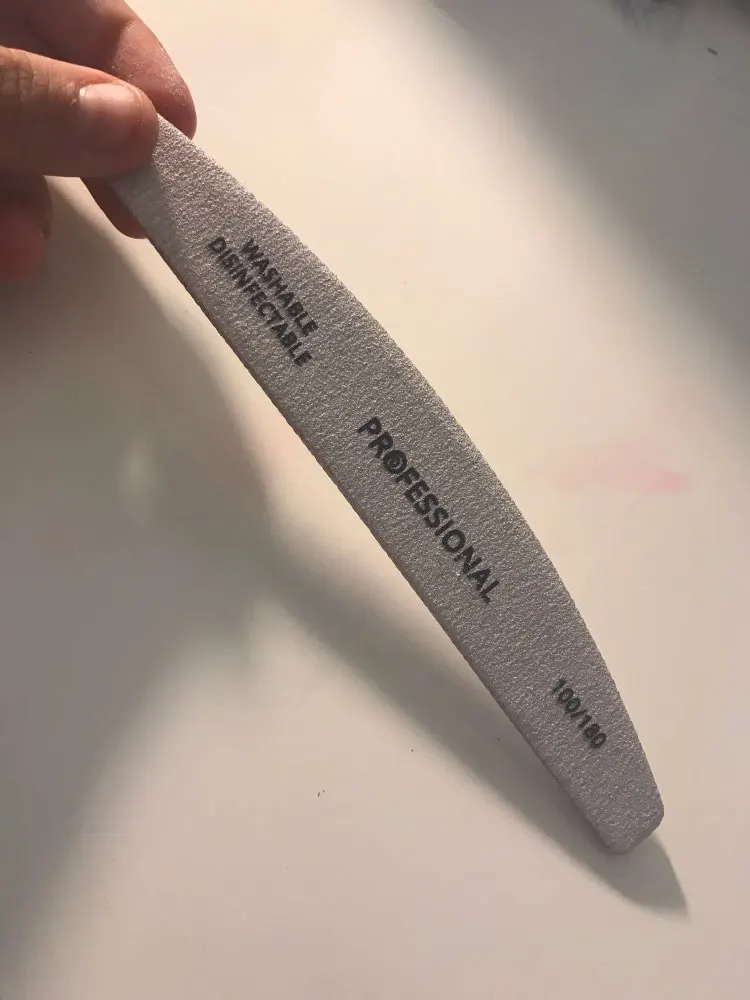 WASHABLE
DISINFECTABLE
PROFESSIONAL
100/180